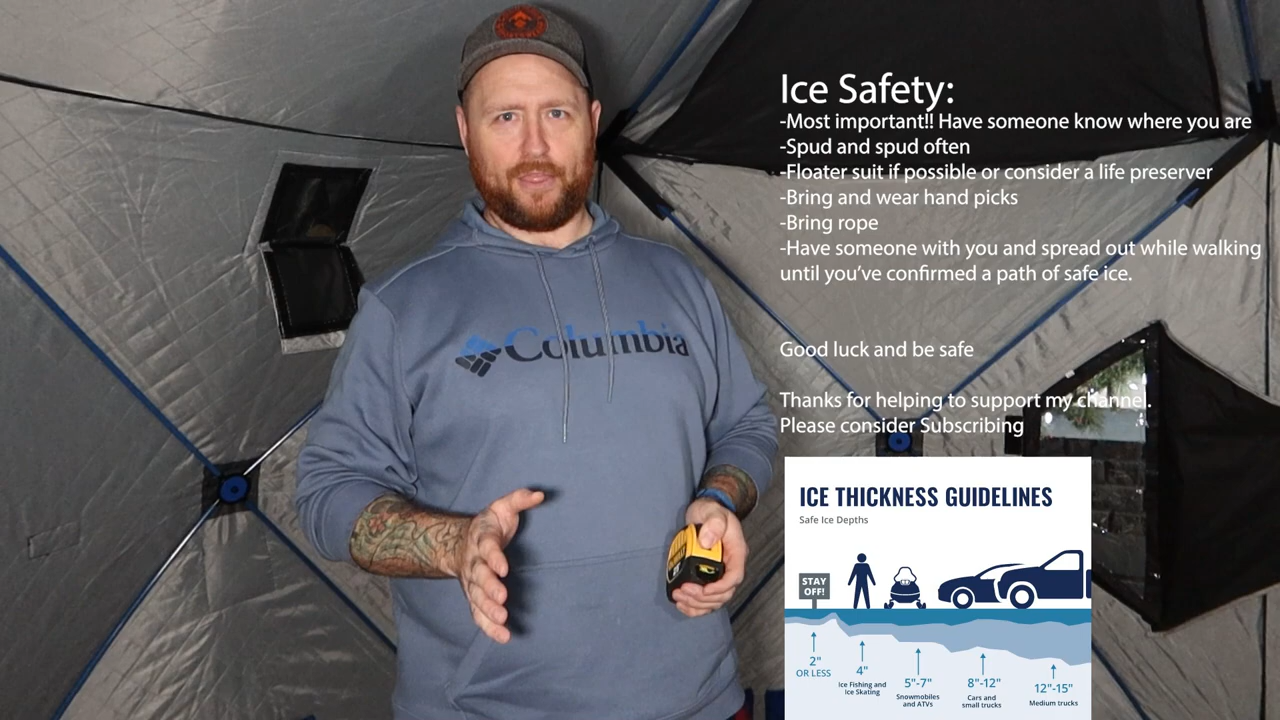 Columbia
Ice Safety:
-Most important!! Have someone know where you are
-Spud and spud often
-Floater suit if possible or consider a life preserver
-Bring and wear hand picks
-Bring rope
-Have someone with you and spread out while walking
until you've confirmed a path of safe ice.
Good luck and be safe
Thanks for helping to support my channel.
Please consider Subscribing
ICE THICKNESS GUIDELINES
Safe Ice Depths
STAY
OFF!
2"
OR LESS
4"
Ice Fishing and
Ice Skating
5"-7"
Snowmobiles
and ATVs
8"-12"
Cars and
small trucks
12"-15"
Medium trucks